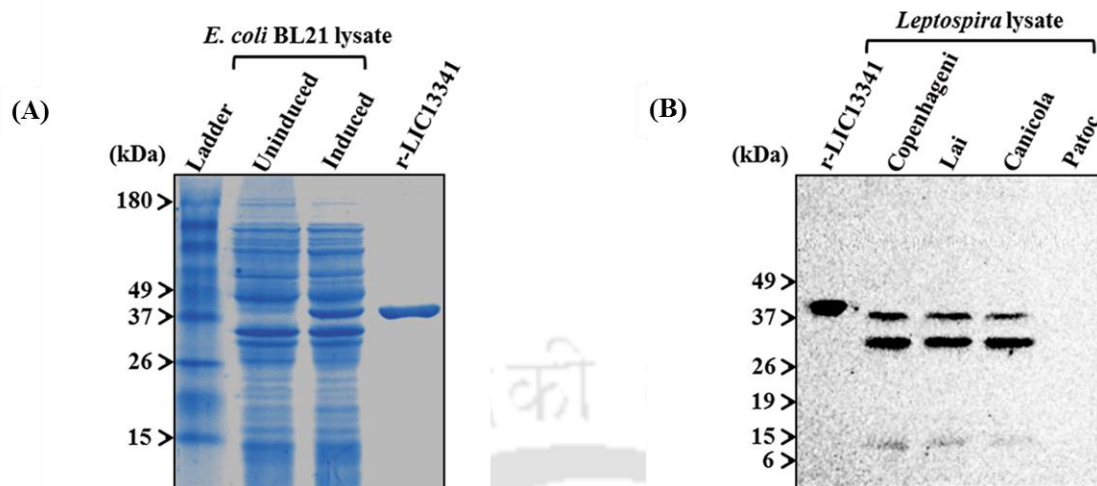 (A)
E. coli BL21 lysate
Ladder
Uninduced
Induced
r-LIC13341
(kDa)
180
49
37
26
15
(B)
Leptospira lysate
r-LIC13341
Copenhageni
Lai
Canicola
Patoc
(kDa)
49
37
26
19
15
6